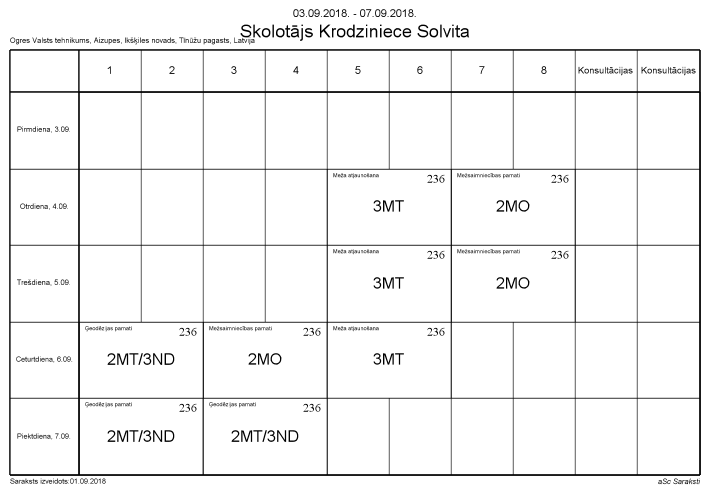 03.09.2018. - 07.09.2018.
Skolotājs Krodziniece Solvita
Ogres Valsts tehnikums, Aizupes, Ikšķiles novads, Tīnūžu pagasts, Latvija
1 2 3 4 5 6 7 8 Konsultācijas Konsultācijas
Pirmdiena, 3.09.
Meža atjaunošana 236 Mežsaimniecības pamati 236
Otrdiena, 4.09. 3MT 2MO
Meža atjaunošana 236 Mežsaimniecības pamati 236
Trešdiena, 5.09. 3MT 2MO
Ģeodēzijas pamati 236 Mežsaimniecības pamati 236 Meža atjaunošana 236
Ceturtdiena, 6.09. 2MT/3ND 2MO 3MT
Ģeodēzijas pamati 236 Ģeodēzijas pamati 236
Piektdiena, 7.09. 2MT/3ND 2MT/3ND
Saraksts izveidots:01.09.2018 aSc Saraksti